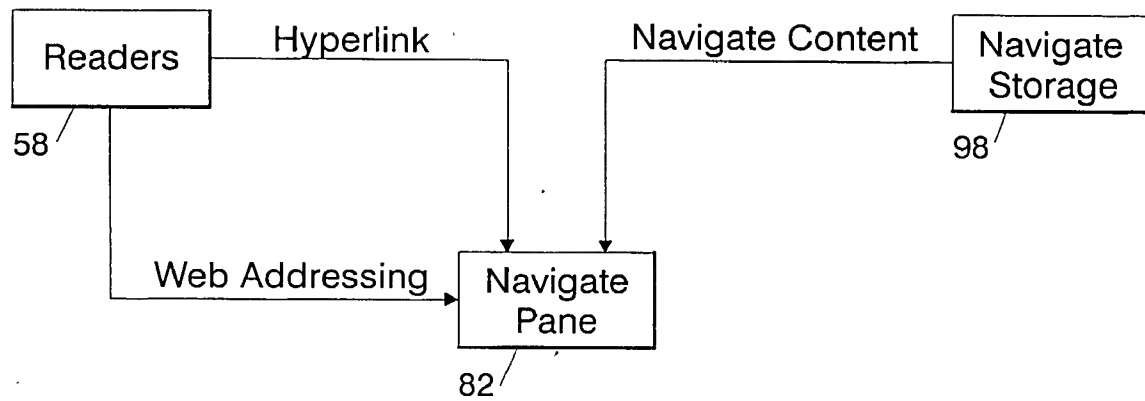 Readers
Hyperlink
Navigate Content
Navigate
Storage
58
98
Web Addressing
Navigate
Pane
82